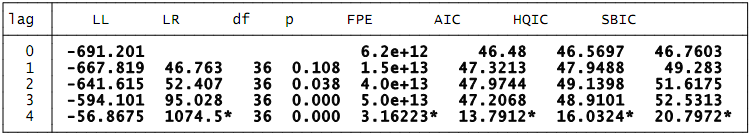 lag LL LR df p FPE AIC HQIC SBIC
0 -691.201 6.2e+12 46.48 46.5697 46.7603
1 -667.819 46.763 36 0.108 1.5e+13 47.3213 47.9488 49.283
2 -641.615 52.407 36 0.038 4.0e+13 47.9744 49.1398 51.6175
3 -594.101 95.028 36 0.000 5.0e+13 47.2068 48.9101 52.5313
4 -56.8675 1074.5* 36 0.000 3.16223* 13.7912* 16.0324* 20.7972*